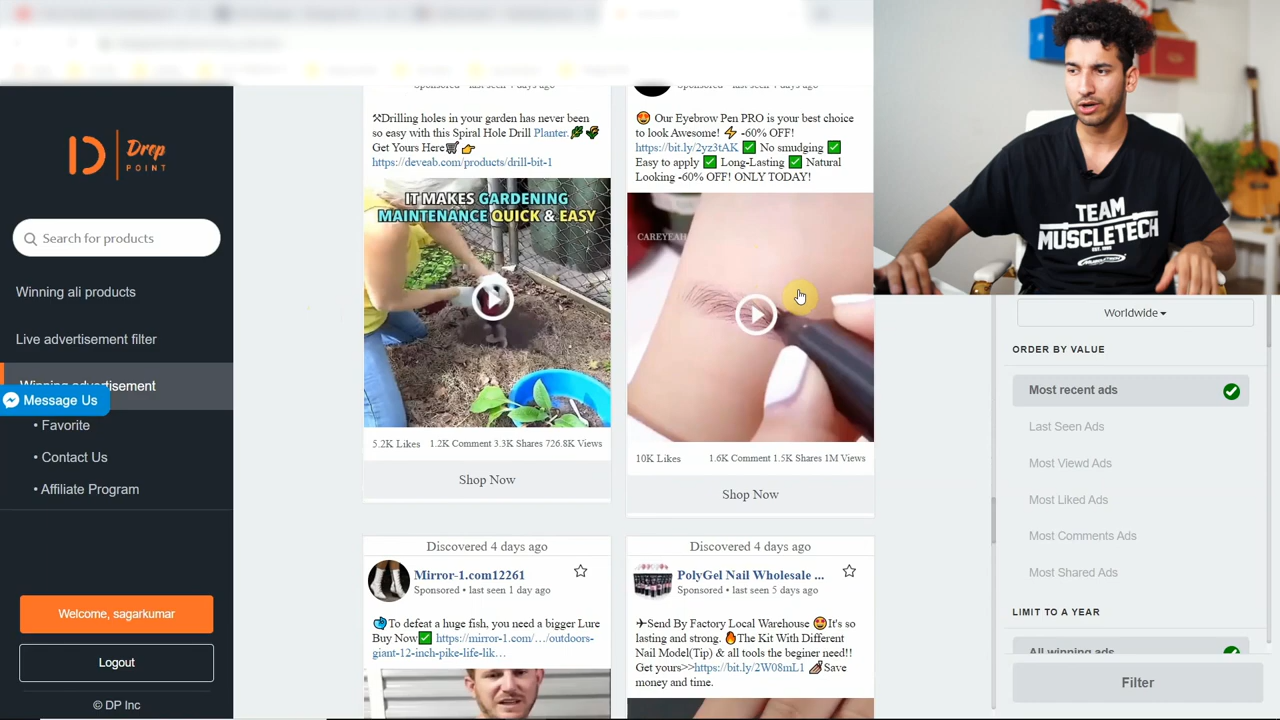 Drop
POINT
Search for products
Winning ali products
Live advertisement filter
Winning advertisement
Message Us
• Favorite
• Contact Us
• Affiliate Program
Welcome, sagarkumar
Logout
© DP Inc
Sponsored • last seen 4 days ago
⚒Drilling holes in your garden has never been
so easy with this Spiral Hole Drill Planter.🌿🌱
Get Yours Here🛒👉
https://deveab.com/products/drill-bit-1
IT MAKES GARDENING
MAINTENANCE QUICK & EASY
5.2K Likes 1.2K Comment 3.3K Shares 726.8K Views
Shop Now
Discovered 4 days ago
Mirror-1.com12261
Sponsored • last seen 1 day ago
To defeat a huge fish, you need a bigger Lure
Buy Now✅ https://mirror-1.com/…/outdoors-
giant-12-inch-pike-life-lik…
😍 Our Eyebrow Pen PRO is your best choice
to look Awesome! ⚡ -60% OFF!
https://bit.ly/2yz3tAK ✅ No smudging ✅
Easy to apply ✅ Long-Lasting ✅ Natural
Looking -60% OFF! ONLY TODAY!
CAREYEAH
10K Likes 1.6K Comment 1.5K Shares 1M Views
Shop Now
Discovered 4 days ago
PolyGel Nail Wholesale ...
Sponsored • last seen 5 days ago
✈Send By Factory Local Warehouse 🤩It's so
lasting and strong. 🔥The Kit With Different
Nail Model(Tip) & all tools the beginer need!!
Get yours>>https://bit.ly/2W08mL1 💅Save
money and time.
TEAM
MUSCLETECH
Worldwide
ORDER BY VALUE
Most recent ads
Last Seen Ads
Most Viewd Ads
Most Liked Ads
Most Comments Ads
Most Shared Ads
LIMIT TO A YEAR
All winning ads
Filter